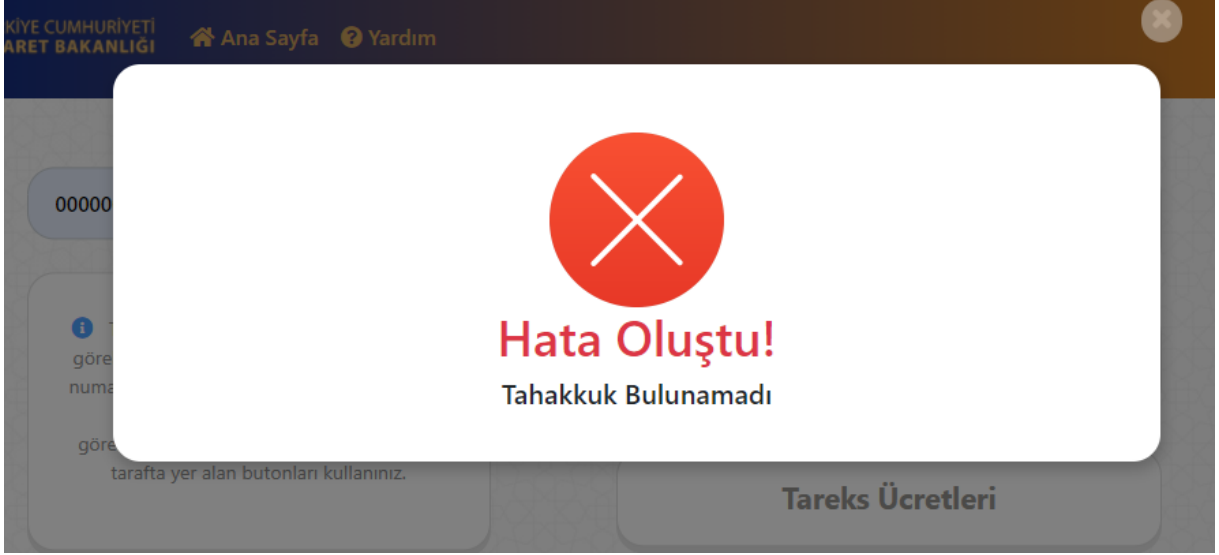 KİYE CUMHURİYETİ
ARET BAKANLIĞI
Ana Sayfa
Yardım
00000
Hata Oluştu!
Tahakkuk Bulunamadı
göre
numa
göre
tarafta yer alan butonları kullanınız.
Tareks Ücretleri